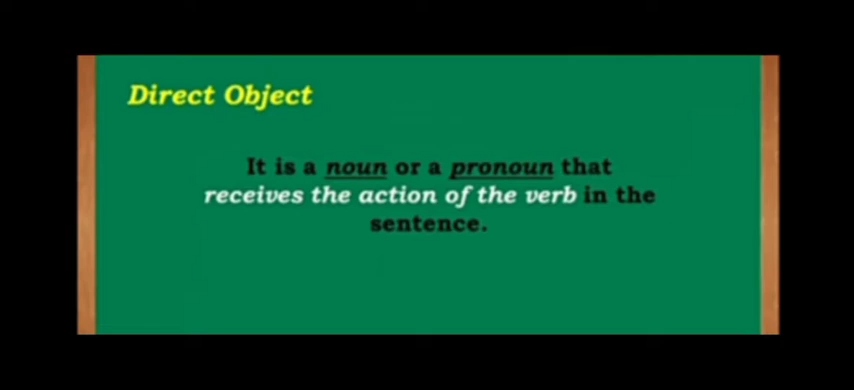 Direct Object
It is a noun or a pronoun that
receives the action of the verb in the
sentence.